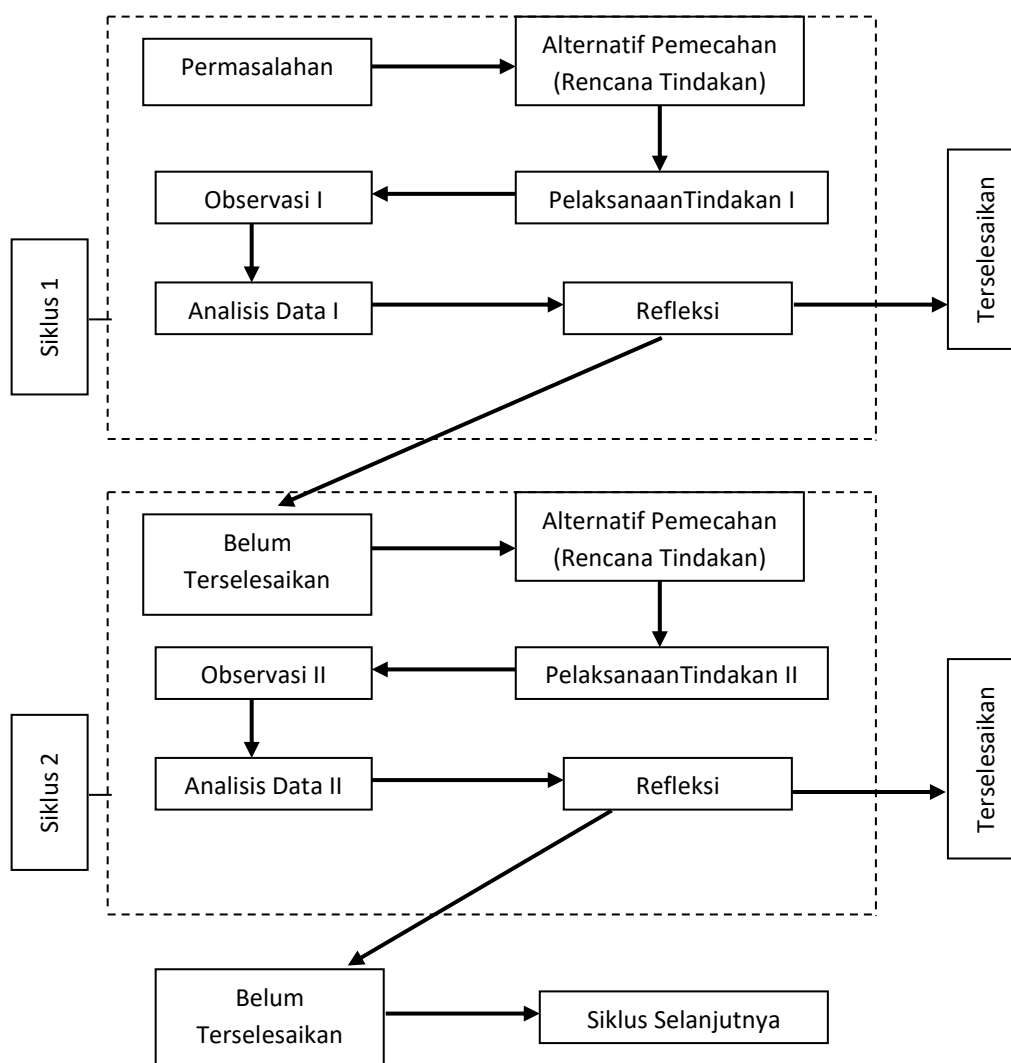 Permasalahan
Alternatif Pemecahan
(Rencana Tindakan)
Observasi I
PelaksanaanTindakan I
Terselesaikan
Siklus 1
Analisis Data I
Refleksi
Belum
Terselesaikan
Alternatif Pemecahan
(Rencana Tindakan)
Observasi II
PelaksanaanTindakan II
Terselesaikan
Siklus 2
Analisis Data II
Refleksi
Belum
Terselesaikan
Siklus Selanjutnya